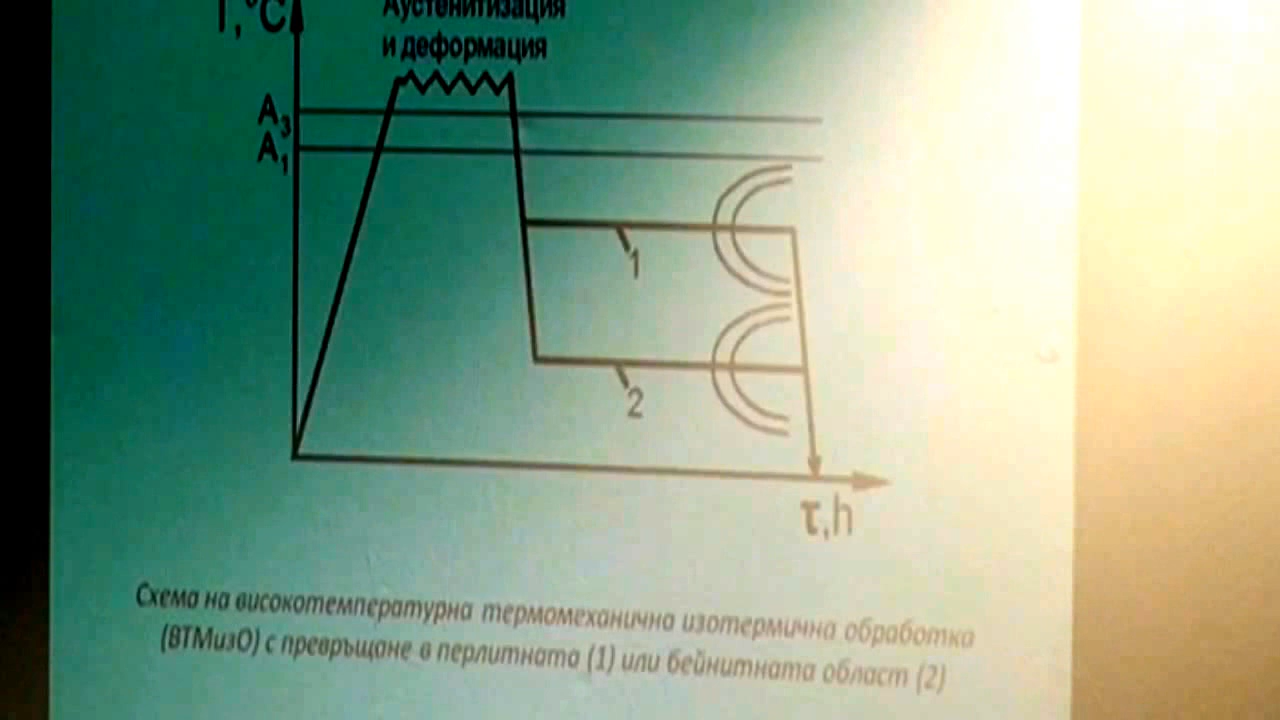 T,°C
Аустенитизация
и деформация
A3
A1
1
2
τ,h
Схема на високотемпературна термомеханична изотермична обработка
(ВТМизО) с превръщане в перлитната (1) или бейнитната област (2)